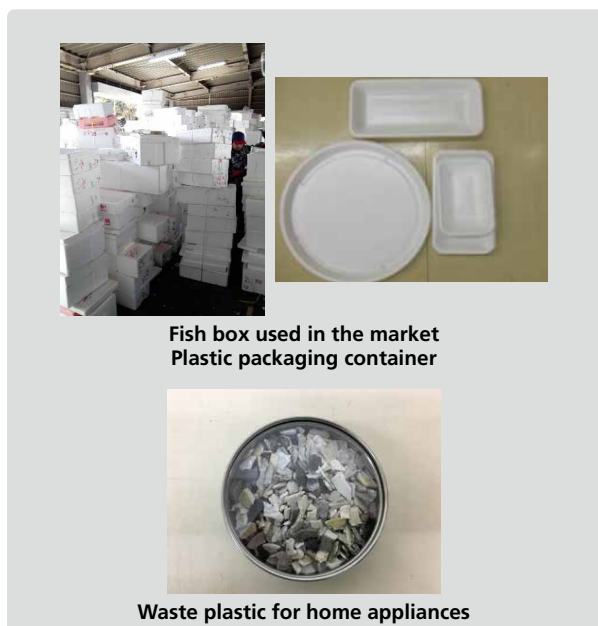 Fish box used in the market
Plastic packaging container
Waste plastic for home appliances